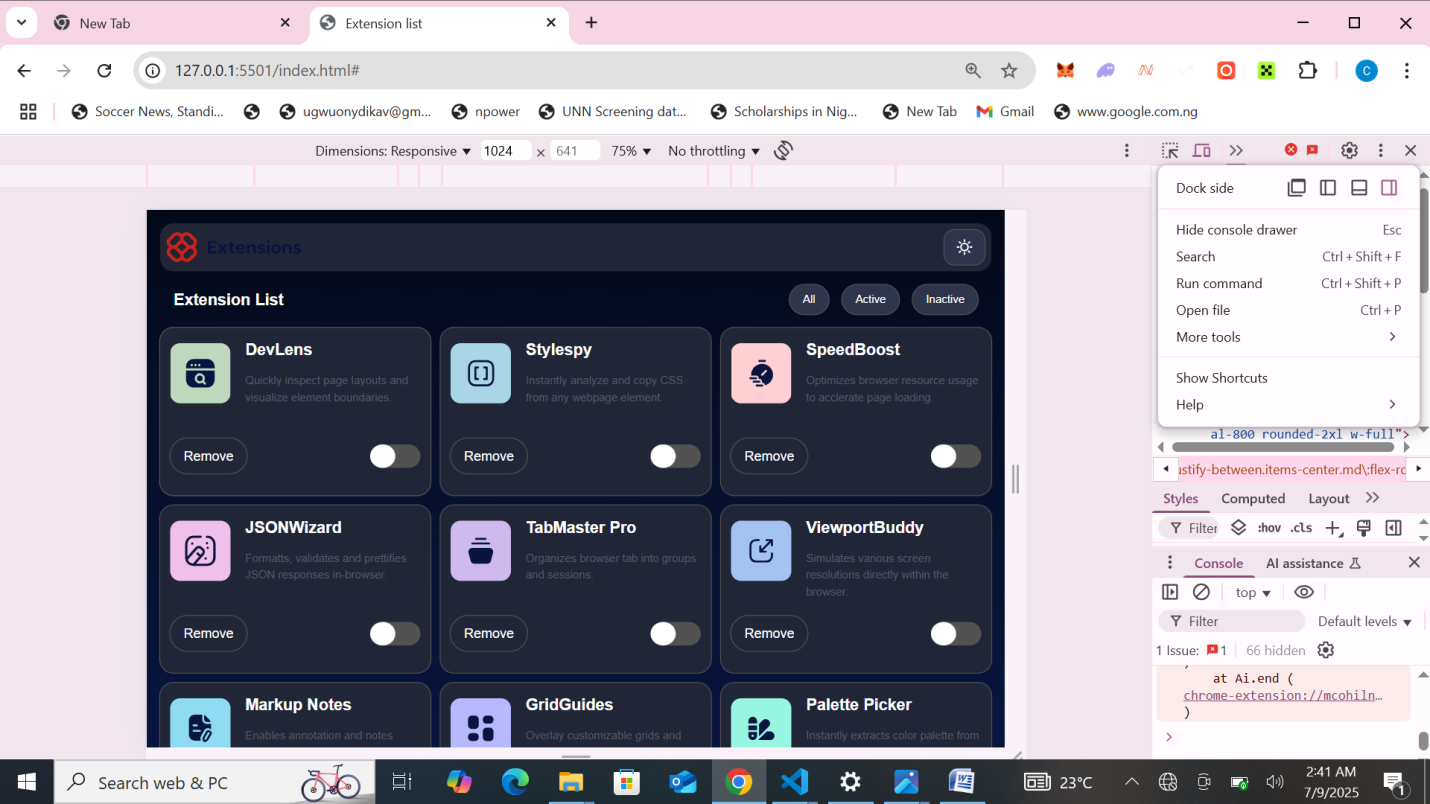 New Tab
Extension list
127.0.0.1:5501/index.html#
C
Soccer News, Standi...
ugwuonydikav@gm...
npower
UNN Screening dat...
Scholarships in Nig...
New Tab
Gmail
www.google.com.ng
Dimensions: Responsive
1024
×
641
75%
No throttling
Dock side
Hide console drawer
Esc
Search
Ctrl + Shift + F
Run command
Ctrl + Shift + P
Open file
Ctrl + P
More tools
Show Shortcuts
Help
al-800 rounded-2xl w-full">
ustify-between.items-center.md\:flex-ro
Styles
Computed
Layout
Filter
:hov
.cls
Console
AI assistance
top
Filter
Default levels
1 Issue:
1
66 hidden
at Ai.end (
chrome-extension://mcohiln…
)
Extensions
Extension List
All
Active
Inactive
DevLens
Quickly inspect page layouts and
visualize element boundaries.
Remove
Stylespy
Instantly analyze and copy CSS
from any webpage element.
Remove
SpeedBoost
Optimizes browser resource usage
to acclerate page loading.
Remove
JSONWizard
Formatts, validates and prettifies
JSON responses in-browser.
Remove
TabMaster Pro
Organizes browser tab into groups
and sessions.
Remove
ViewportBuddy
Simulates various screen
resolutions directly within the
browser.
Remove
Markup Notes
Enables annotation and notes
GridGuides
Overlay customizable grids and
Palette Picker
Instantly extracts color palette from
Search web & PC
23°C
2:41 AM
7/9/2025
1